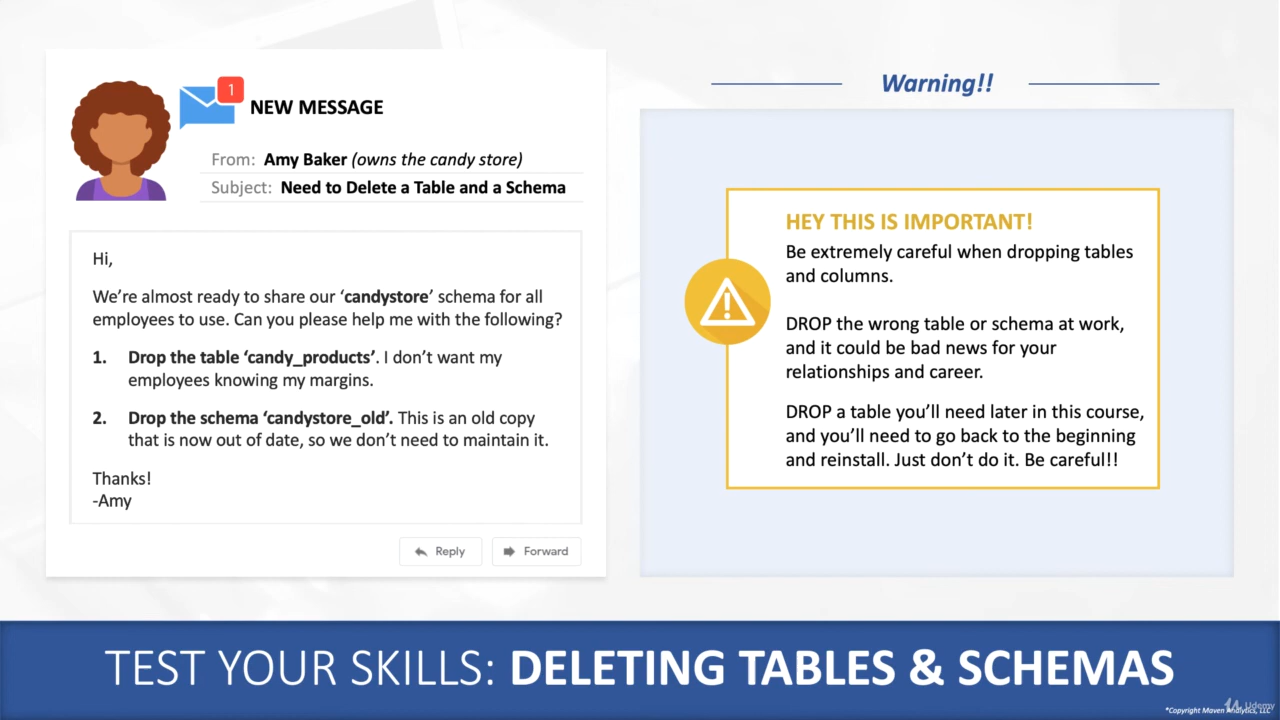 1
NEW MESSAGE
From: Amy Baker (owns the candy store)
Subject: Need to Delete a Table and a Schema
Hi,
We're almost ready to share our ‘candystore’ schema for all
employees to use. Can you please help me with the following?
1. Drop the table ‘candy_products’. I don't want my
employees knowing my margins.
2. Drop the schema ‘candystore_old’. This is an old copy
that is now out of date, so we don't need to maintain it.
Thanks!
-Amy
Reply
Forward
Warning!!
HEY THIS IS IMPORTANT!
Be extremely careful when dropping tables
and columns.
DROP the wrong table or schema at work,
and it could be bad news for your
relationships and career.
DROP a table you'll need later in this course,
and you'll need to go back to the beginning
and reinstall. Just don't do it. Be careful!!
TEST YOUR SKILLS: DELETING TABLES & SCHEMAS
*Copyright Maven Analytics, LLC
Udemy